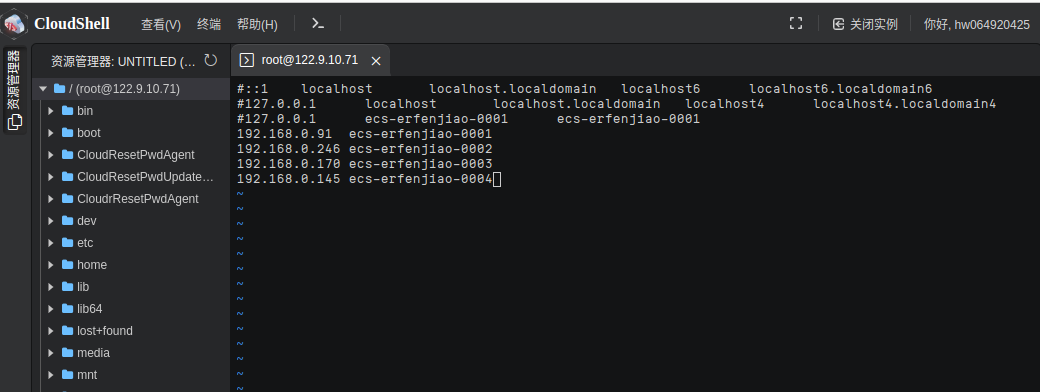 CloudShell 查看(V) 终端 帮助(H) 关闭实例 你好, hw064920425
资源管理器
资源管理器: UNTITLED (...
root@122.9.10.71
/ (root@122.9.10.71)
bin
boot
CloudResetPwdAgent
CloudResetPwdUpdate...
CloudrResetPwdAgent
dev
etc
home
lib
lib64
lost+found
media
mnt
#::1 localhost localhost.localdomain localhost6 localhost6.localdomain6
#127.0.0.1 localhost localhost.localdomain localhost4 localhost4.localdomain4
#127.0.0.1 ecs-erfenjiao-0001 ecs-erfenjiao-0001
192.168.0.91 ecs-erfenjiao-0001
192.168.0.246 ecs-erfenjiao-0002
192.168.0.170 ecs-erfenjiao-0003
192.168.0.145 ecs-erfenjiao-0004
~
~
~
~
~
~
~
~
~
~
~
~
~
~